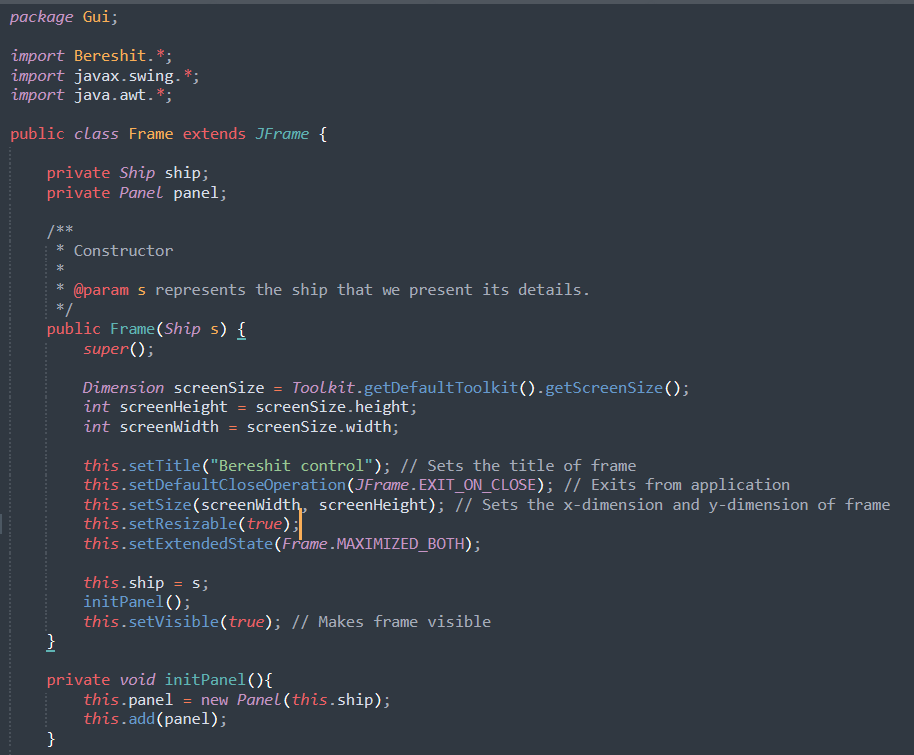 package Gui;
import Bereshit.*;
import javax.swing.*;
import java.awt.*;
public class Frame extends JFrame {
private Ship ship;
private Panel panel;
/**
* Constructor
*
* @param s represents the ship that we present its details.
*/
public Frame(Ship s) {
super();
Dimension screenSize = Toolkit.getDefaultToolkit().getScreenSize();
int screenHeight = screenSize.height;
int screenWidth = screenSize.width;
this.setTitle("Bereshit control"); // Sets the title of frame
this.setDefaultCloseOperation(JFrame.EXIT_ON_CLOSE); // Exits from application
this.setSize(screenWidth, screenHeight); // Sets the x-dimension and y-dimension of frame
this.setResizable(true);
this.setExtendedState(Frame.MAXIMIZED_BOTH);
this.ship = s;
initPanel();
this.setVisible(true); // Makes frame visible
}
private void initPanel(){
this.panel = new Panel(this.ship);
this.add(panel);
}